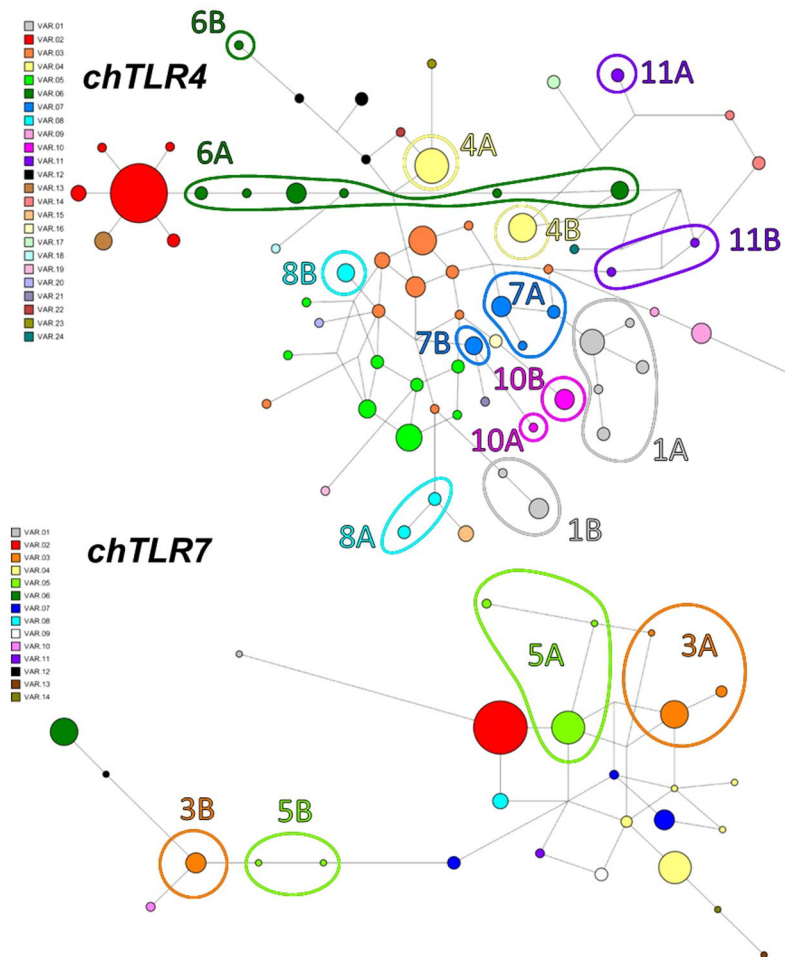 VAR.01
VAR.02
VAR.03
VAR.04
VAR.05
VAR.06
VAR.07
VAR.08
VAR.09
VAR.10
VAR.11
VAR.12
VAR.13
VAR.14
VAR.15
VAR.16
VAR.17
VAR.18
VAR.19
VAR.20
VAR.21
VAR.22
VAR.23
VAR.24
chTLR4
6B
6A
4A
11A
4B
11B
8B
7A
7B
10B
10A
1A
8A
1B
VAR.01
VAR.02
VAR.03
VAR.04
VAR.05
VAR.06
VAR.07
VAR.08
VAR.09
VAR.10
VAR.11
VAR.12
VAR.13
VAR.14
chTLR7
5A
3A
3B
5B